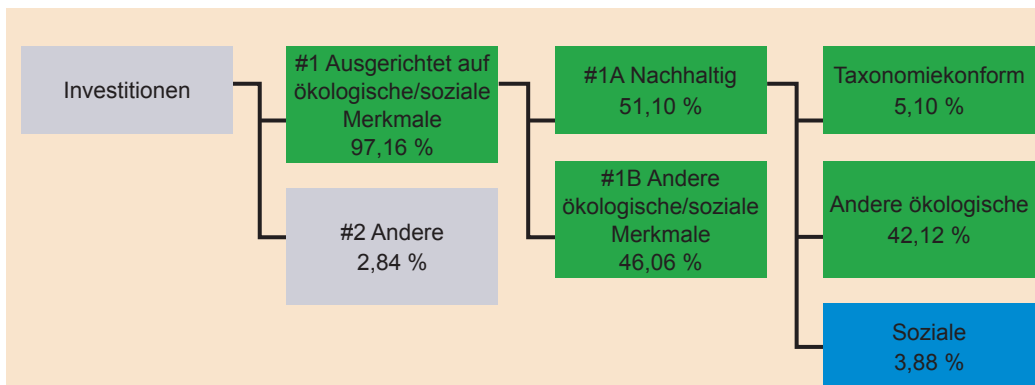 Investitionen
#1 Ausgerichtet auf
ökologische/soziale
Merkmale
97,16 %
#2 Andere
2,84 %
#1A Nachhaltig
51,10 %
#1B Andere
ökologische/soziale
Merkmale
46,06 %
Taxonomiekonform
5,10 %
Andere ökologische
42,12 %
Soziale
3,88 %